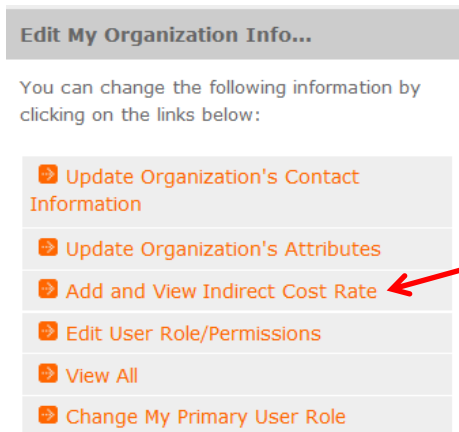 Edit My Organization Info...
You can change the following information by
clicking on the links below:
Update Organization's Contact
Information
Update Organization's Attributes
Add and View Indirect Cost Rate
Edit User Role/Permissions
View All
Change My Primary User Role